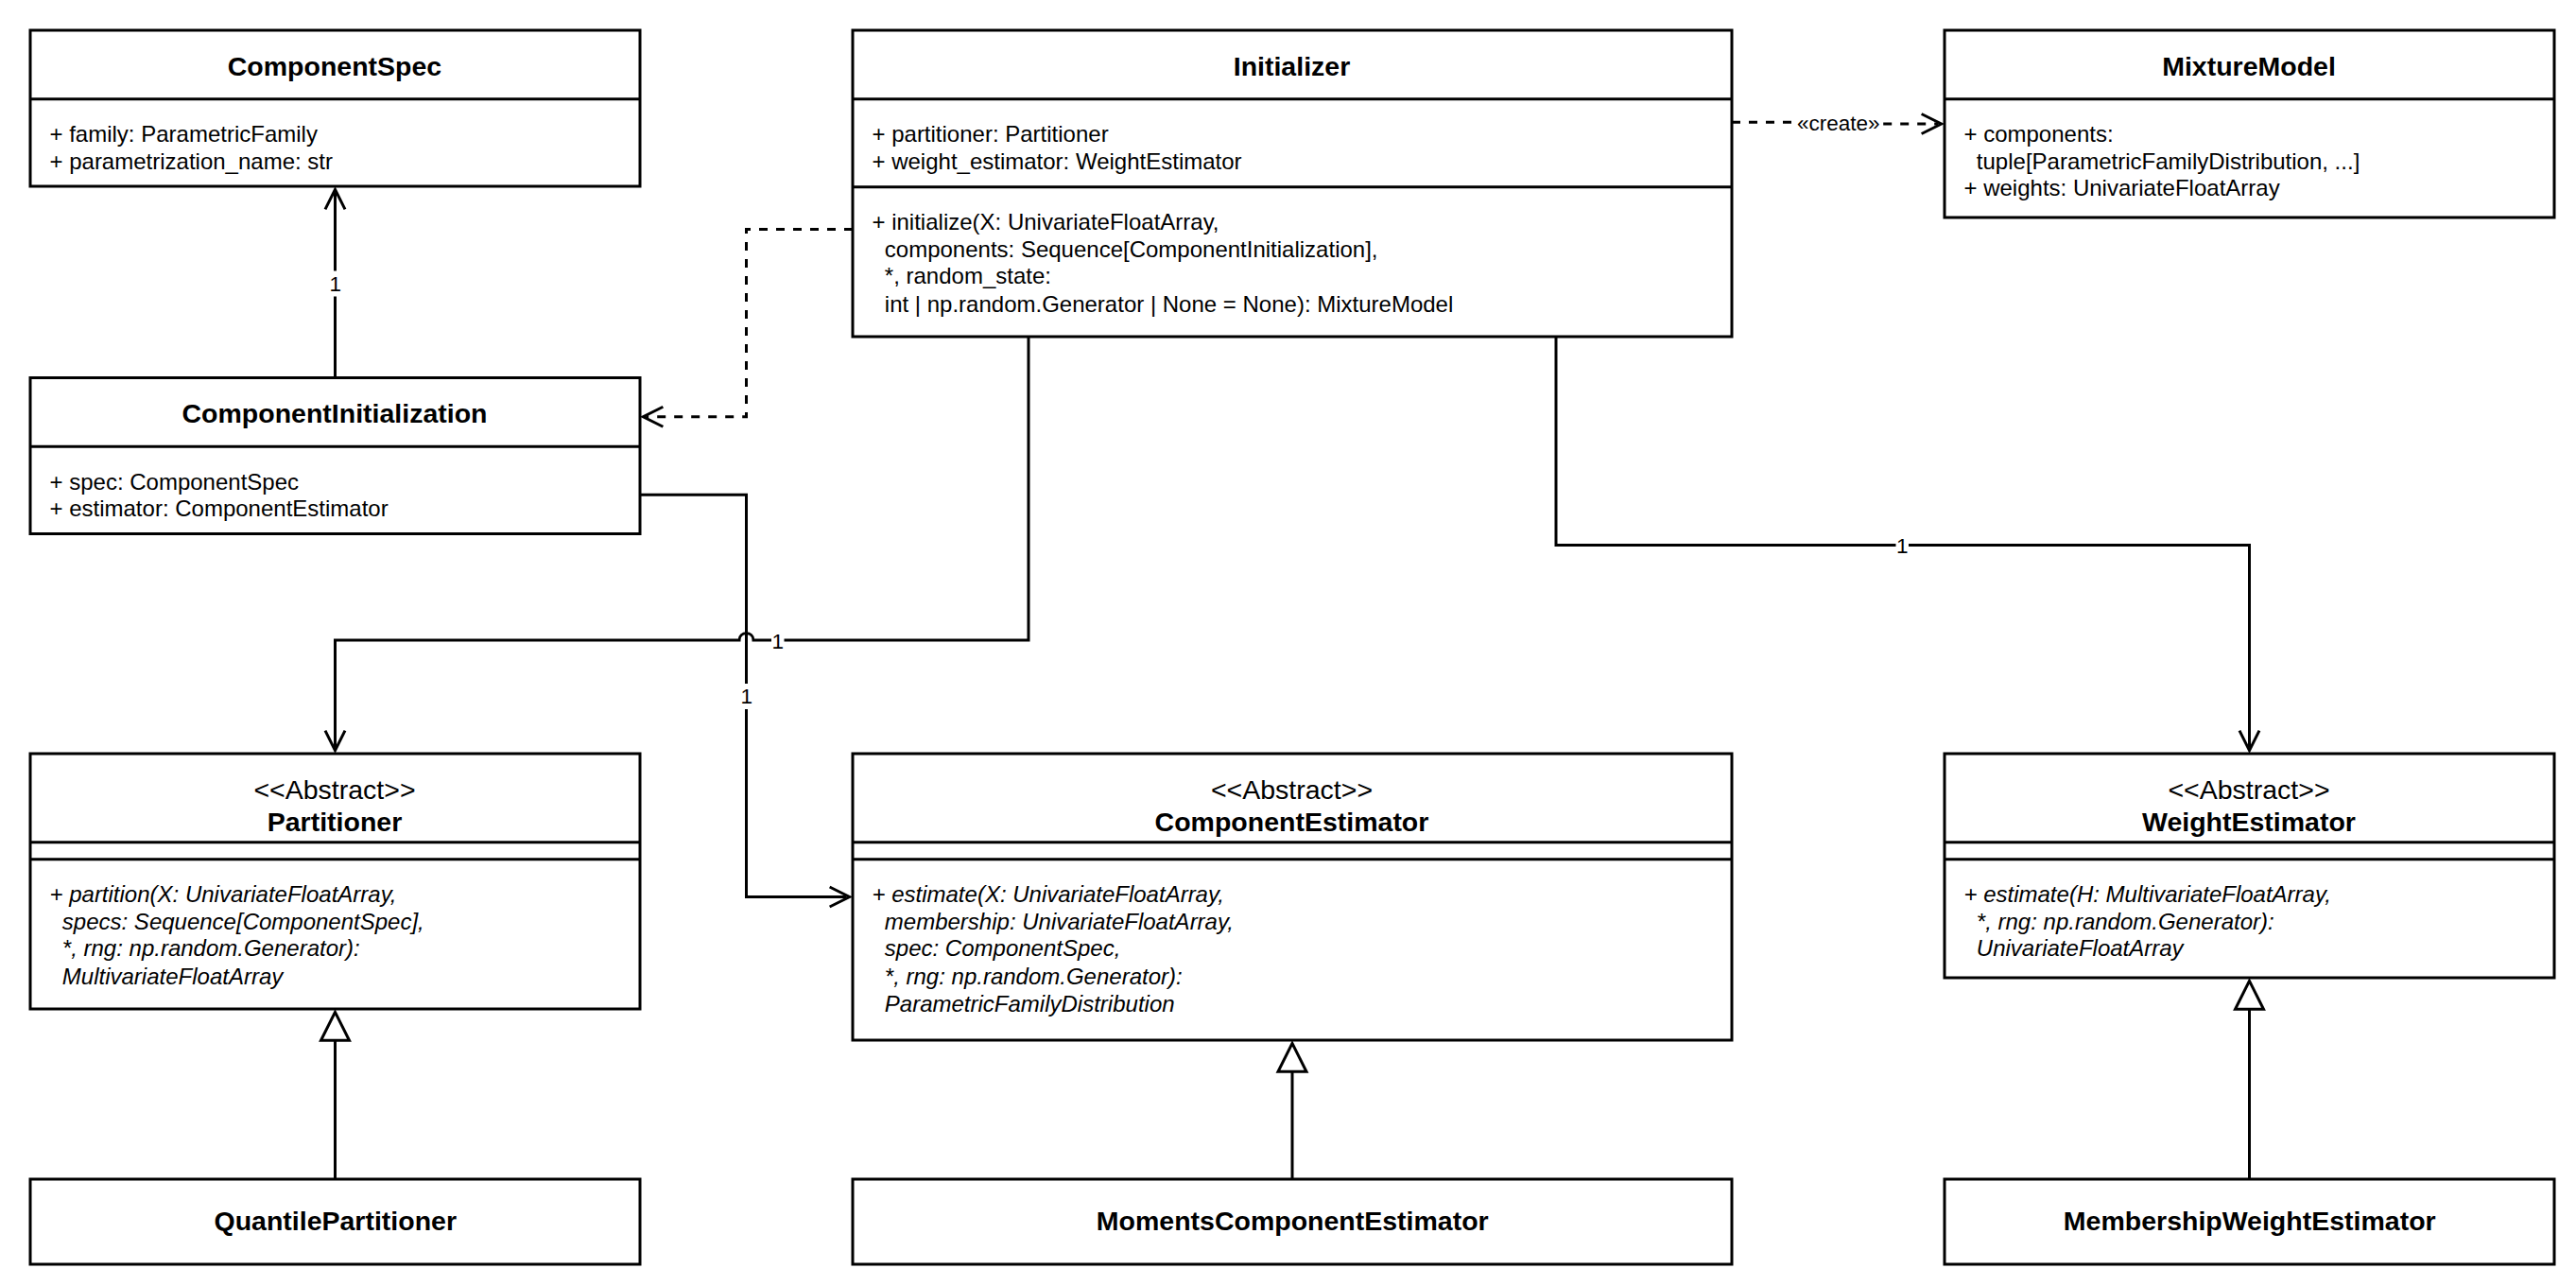 ComponentSpec
+ family: ParametricFamily
+ parametrization_name: str
Initializer
+ partitioner: Partitioner
+ weight_estimator: WeightEstimator
+ initialize(X: UnivariateFloatArray,
components: Sequence[ComponentInitialization],
*, random_state:
int | np.random.Generator | None = None): MixtureModel
«create»
MixtureModel
+ components:
tuple[ParametricFamilyDistribution, ...]
+ weights: UnivariateFloatArray
1
ComponentInitialization
+ spec: ComponentSpec
+ estimator: ComponentEstimator
1
1
1
<<Abstract>>
Partitioner
+ partition(X: UnivariateFloatArray,
specs: Sequence[ComponentSpec],
*, rng: np.random.Generator):
MultivariateFloatArray
<<Abstract>>
ComponentEstimator
+ estimate(X: UnivariateFloatArray,
membership: UnivariateFloatArray,
spec: ComponentSpec,
*, rng: np.random.Generator):
ParametricFamilyDistribution
<<Abstract>>
WeightEstimator
+ estimate(H: MultivariateFloatArray,
*, rng: np.random.Generator):
UnivariateFloatArray
QuantilePartitioner
MomentsComponentEstimator
MembershipWeightEstimator